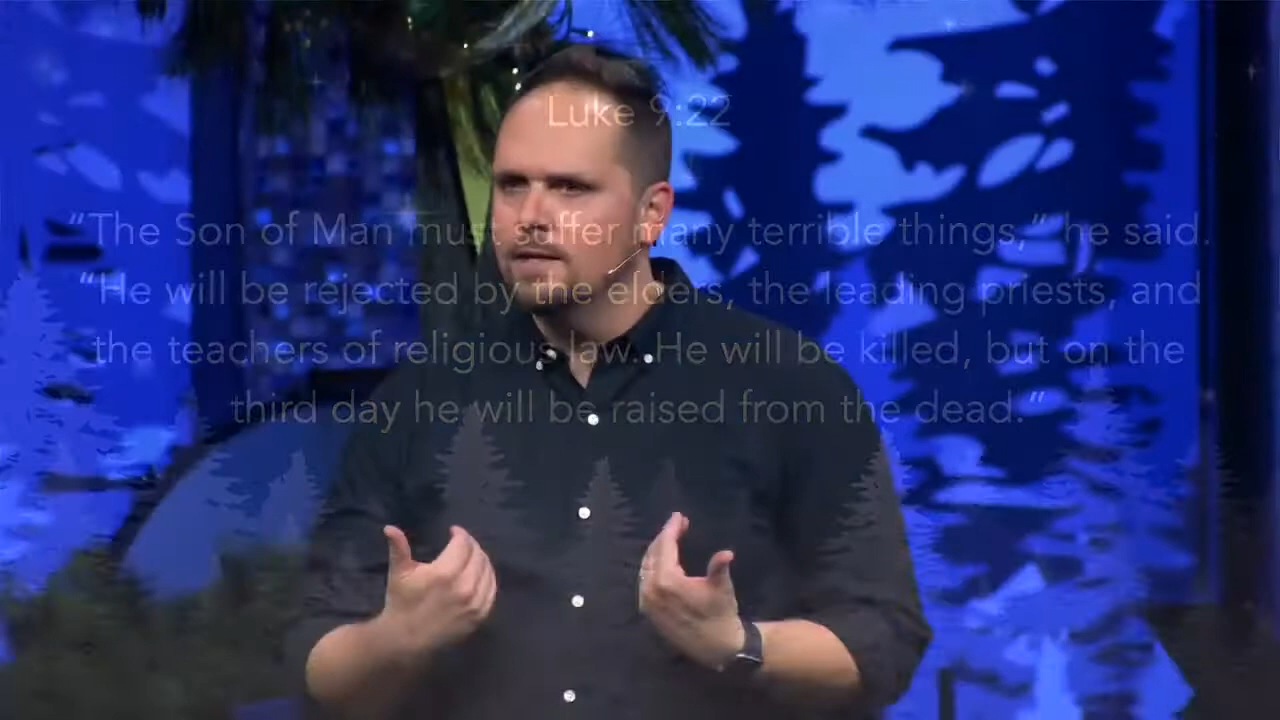 Luke 9:22
“The Son of Man must suffer many terrible things,” he said.
“He will be rejected by the elders, the leading priests, and
the teachers of religious law. He will be killed, but on the
third day he will be raised from the dead.”